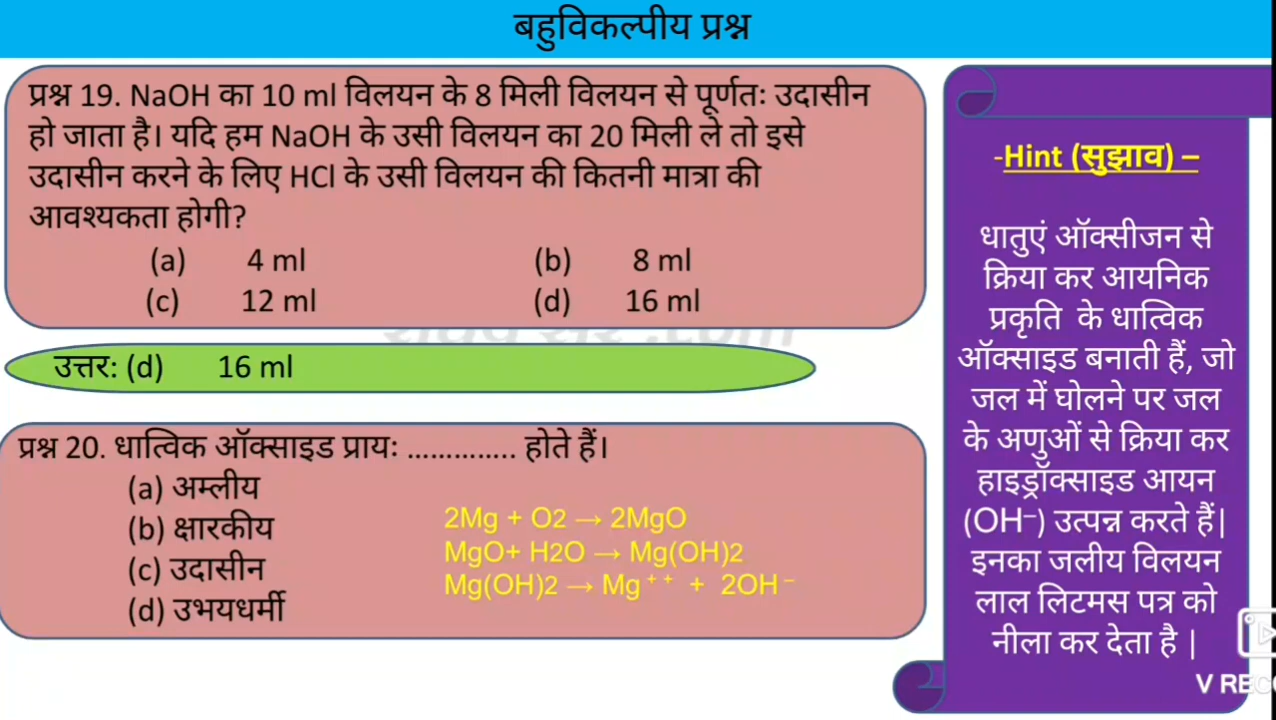 बहुविकल्पीय प्रश्न
प्रश्न 19. NaOH का 10 ml विलयन के 8 मिली विलयन से पूर्णतः उदासीन
हो जाता है। यदि हम NaOH के उसी विलयन का 20 मिली ले तो इसे
उदासीन करने के लिए HCl के उसी विलयन की कितनी मात्रा की
आवश्यकता होगी?
(a) 4 ml (b) 8 ml
(c) 12 ml (d) 16 ml
उत्तर: (d) 16 ml
प्रश्न 20. धात्विक ऑक्साइड प्रायः .............. होते हैं।
(a) अम्लीय
(b) क्षारकीय
(c) उदासीन
(d) उभयधर्मी
2Mg + O2 → 2MgO
MgO+ H2O → Mg(OH)2
Mg(OH)2 → Mg⁺⁺ + 2OH⁻
-Hint (सुझाव) –
धातुएं ऑक्सीजन से
क्रिया कर आयनिक
प्रकृति के धात्विक
ऑक्साइड बनाती हैं, जो
जल में घोलने पर जल
के अणुओं से क्रिया कर
हाइड्रॉक्साइड आयन
(OH⁻) उत्पन्न करते हैं|
इनका जलीय विलयन
लाल लिटमस पत्र को
नीला कर देता है |
V REC